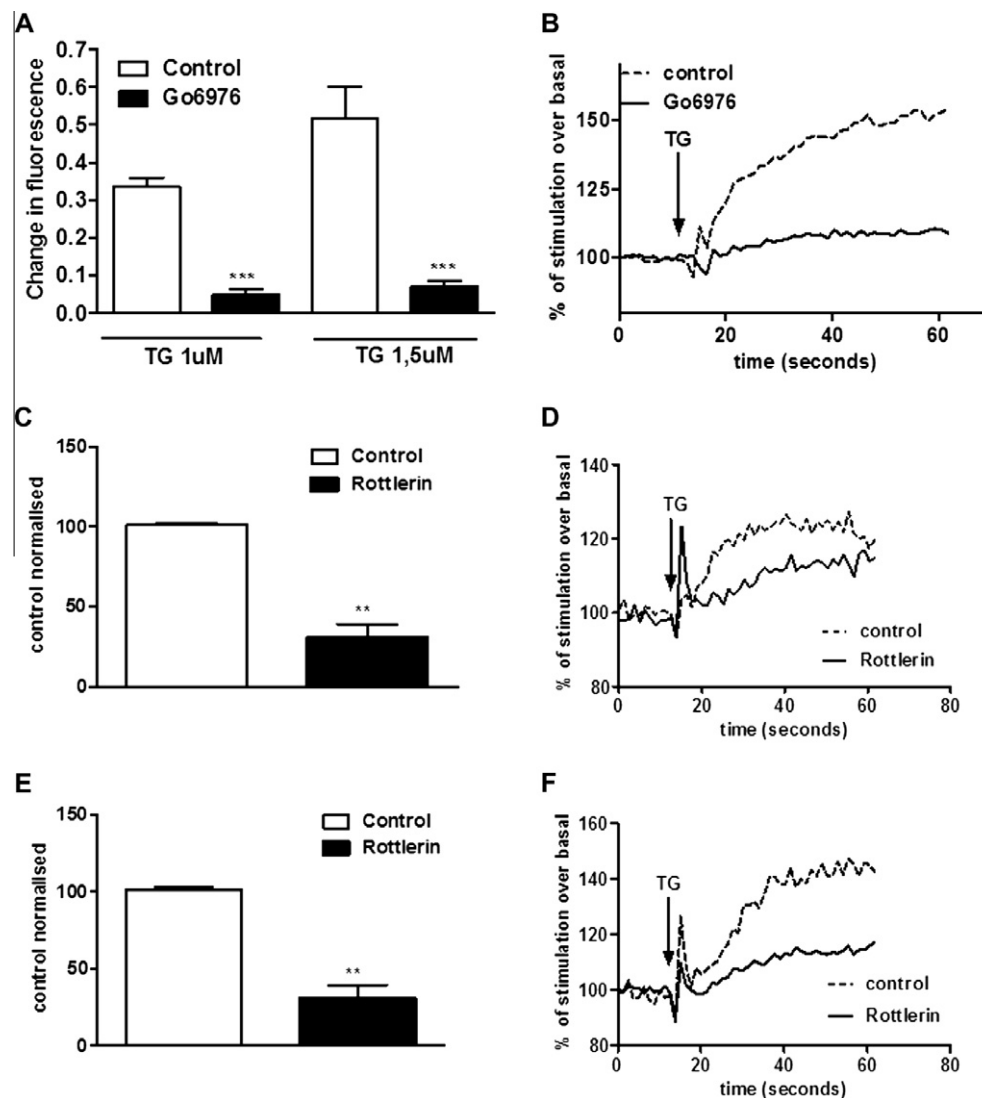 A
Change in fluorescence
0.7
0.6
0.5
0.4
0.3
0.2
0.1
0.0
Control
Go6976
***
***
TG 1uM
TG 1,5uM
B
% of stimulation over basal
150
125
100
control
Go6976
TG
0
20
40
60
time (seconds)
C
control normalised
150
100
50
0
Control
Rottlerin
**
D
% of stimulation over basal
140
120
100
80
TG
control
Rottlerin
0
20
40
60
80
time (seconds)
E
control normalised
150
100
50
0
Control
Rottlerin
**
F
% of stimulation over basal
160
140
120
100
80
TG
control
Rottlerin
0
20
40
60
80
time (seconds)